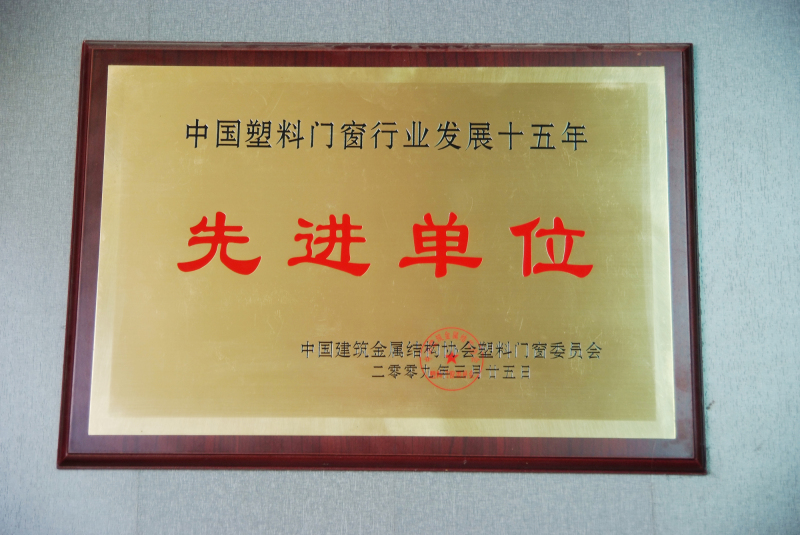 中国塑料门窗行业发展十五年
先进单位
中国建筑金属结构协会塑料门窗委员会
二零零九年三月廿五日